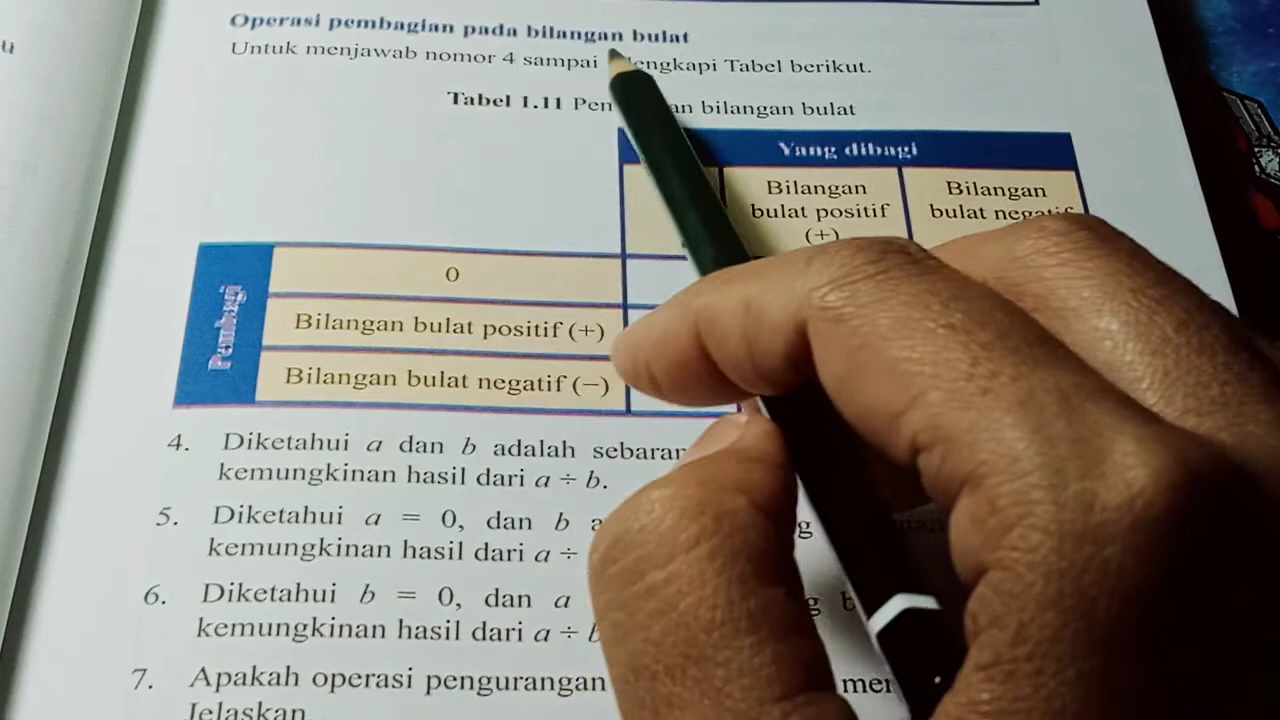 Operasi pembagian pada bilangan bulat
Untuk menjawab nomor 4 sampai lengkapi Tabel berikut.
Tabel 1.11 Pen an bilangan bulat
Yang dibagi
Bilangan bulat positif (+)
Bilangan bulat negatif
Pembagi
0
Bilangan bulat positif (+)
Bilangan bulat negatif (−)
4. Diketahui a dan b adalah sebaran
kemungkinan hasil dari a ÷ b.
5. Diketahui a = 0, dan b a g
kemungkinan hasil dari a ÷
6. Diketahui b = 0, dan a g b
kemungkinan hasil dari a ÷ b
7. Apakah operasi pengurangan mem
Jelaskan.